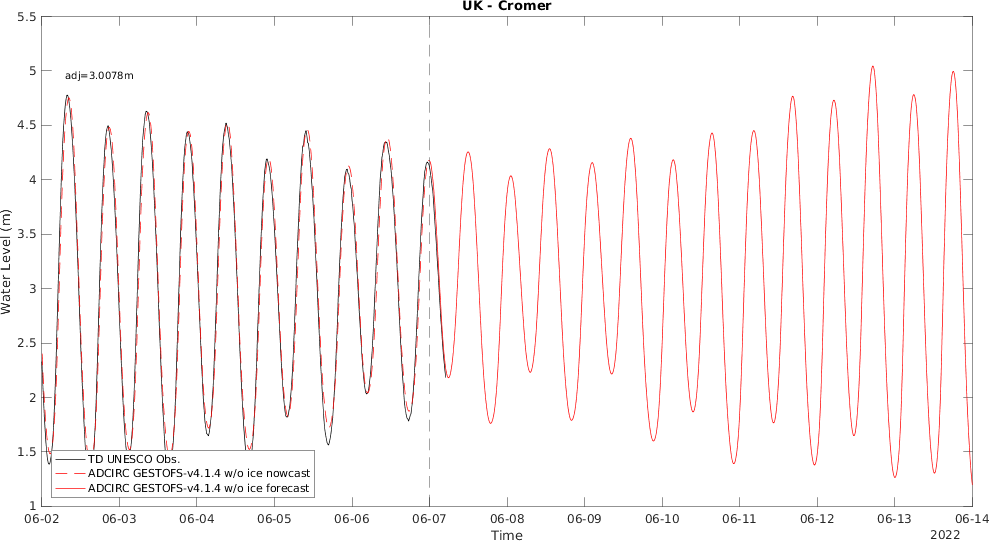 UK - Cromer
5.5
5
4.5
4
3.5
3
2.5
2
1.5
1
Water Level (m)
adj=3.0078m
TD UNESCO Obs.
ADCIRC GESTOFS-v4.1.4 w/o ice nowcast
ADCIRC GESTOFS-v4.1.4 w/o ice forecast
06-02 06-03 06-04 06-05 06-06 06-07 06-08 06-09 06-10 06-11 06-12 06-13 06-14
Time
2022